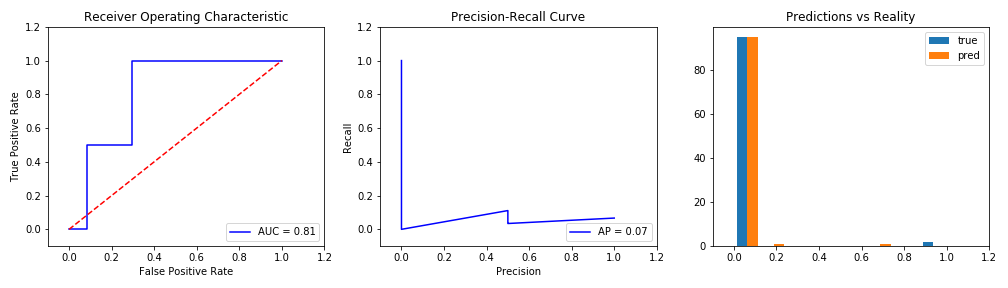 Receiver Operating Characteristic
1.2
1.0
0.8
0.6
0.4
0.2
0.0
True Positive Rate
AUC = 0.81
0.0 0.2 0.4 0.6 0.8 1.0 1.2
False Positive Rate
Precision-Recall Curve
1.2
1.0
0.8
0.6
0.4
0.2
0.0
Recall
AP = 0.07
0.0 0.2 0.4 0.6 0.8 1.0 1.2
Precision
Predictions vs Reality
true
pred
80
60
40
20
0
0.0 0.2 0.4 0.6 0.8 1.0 1.2